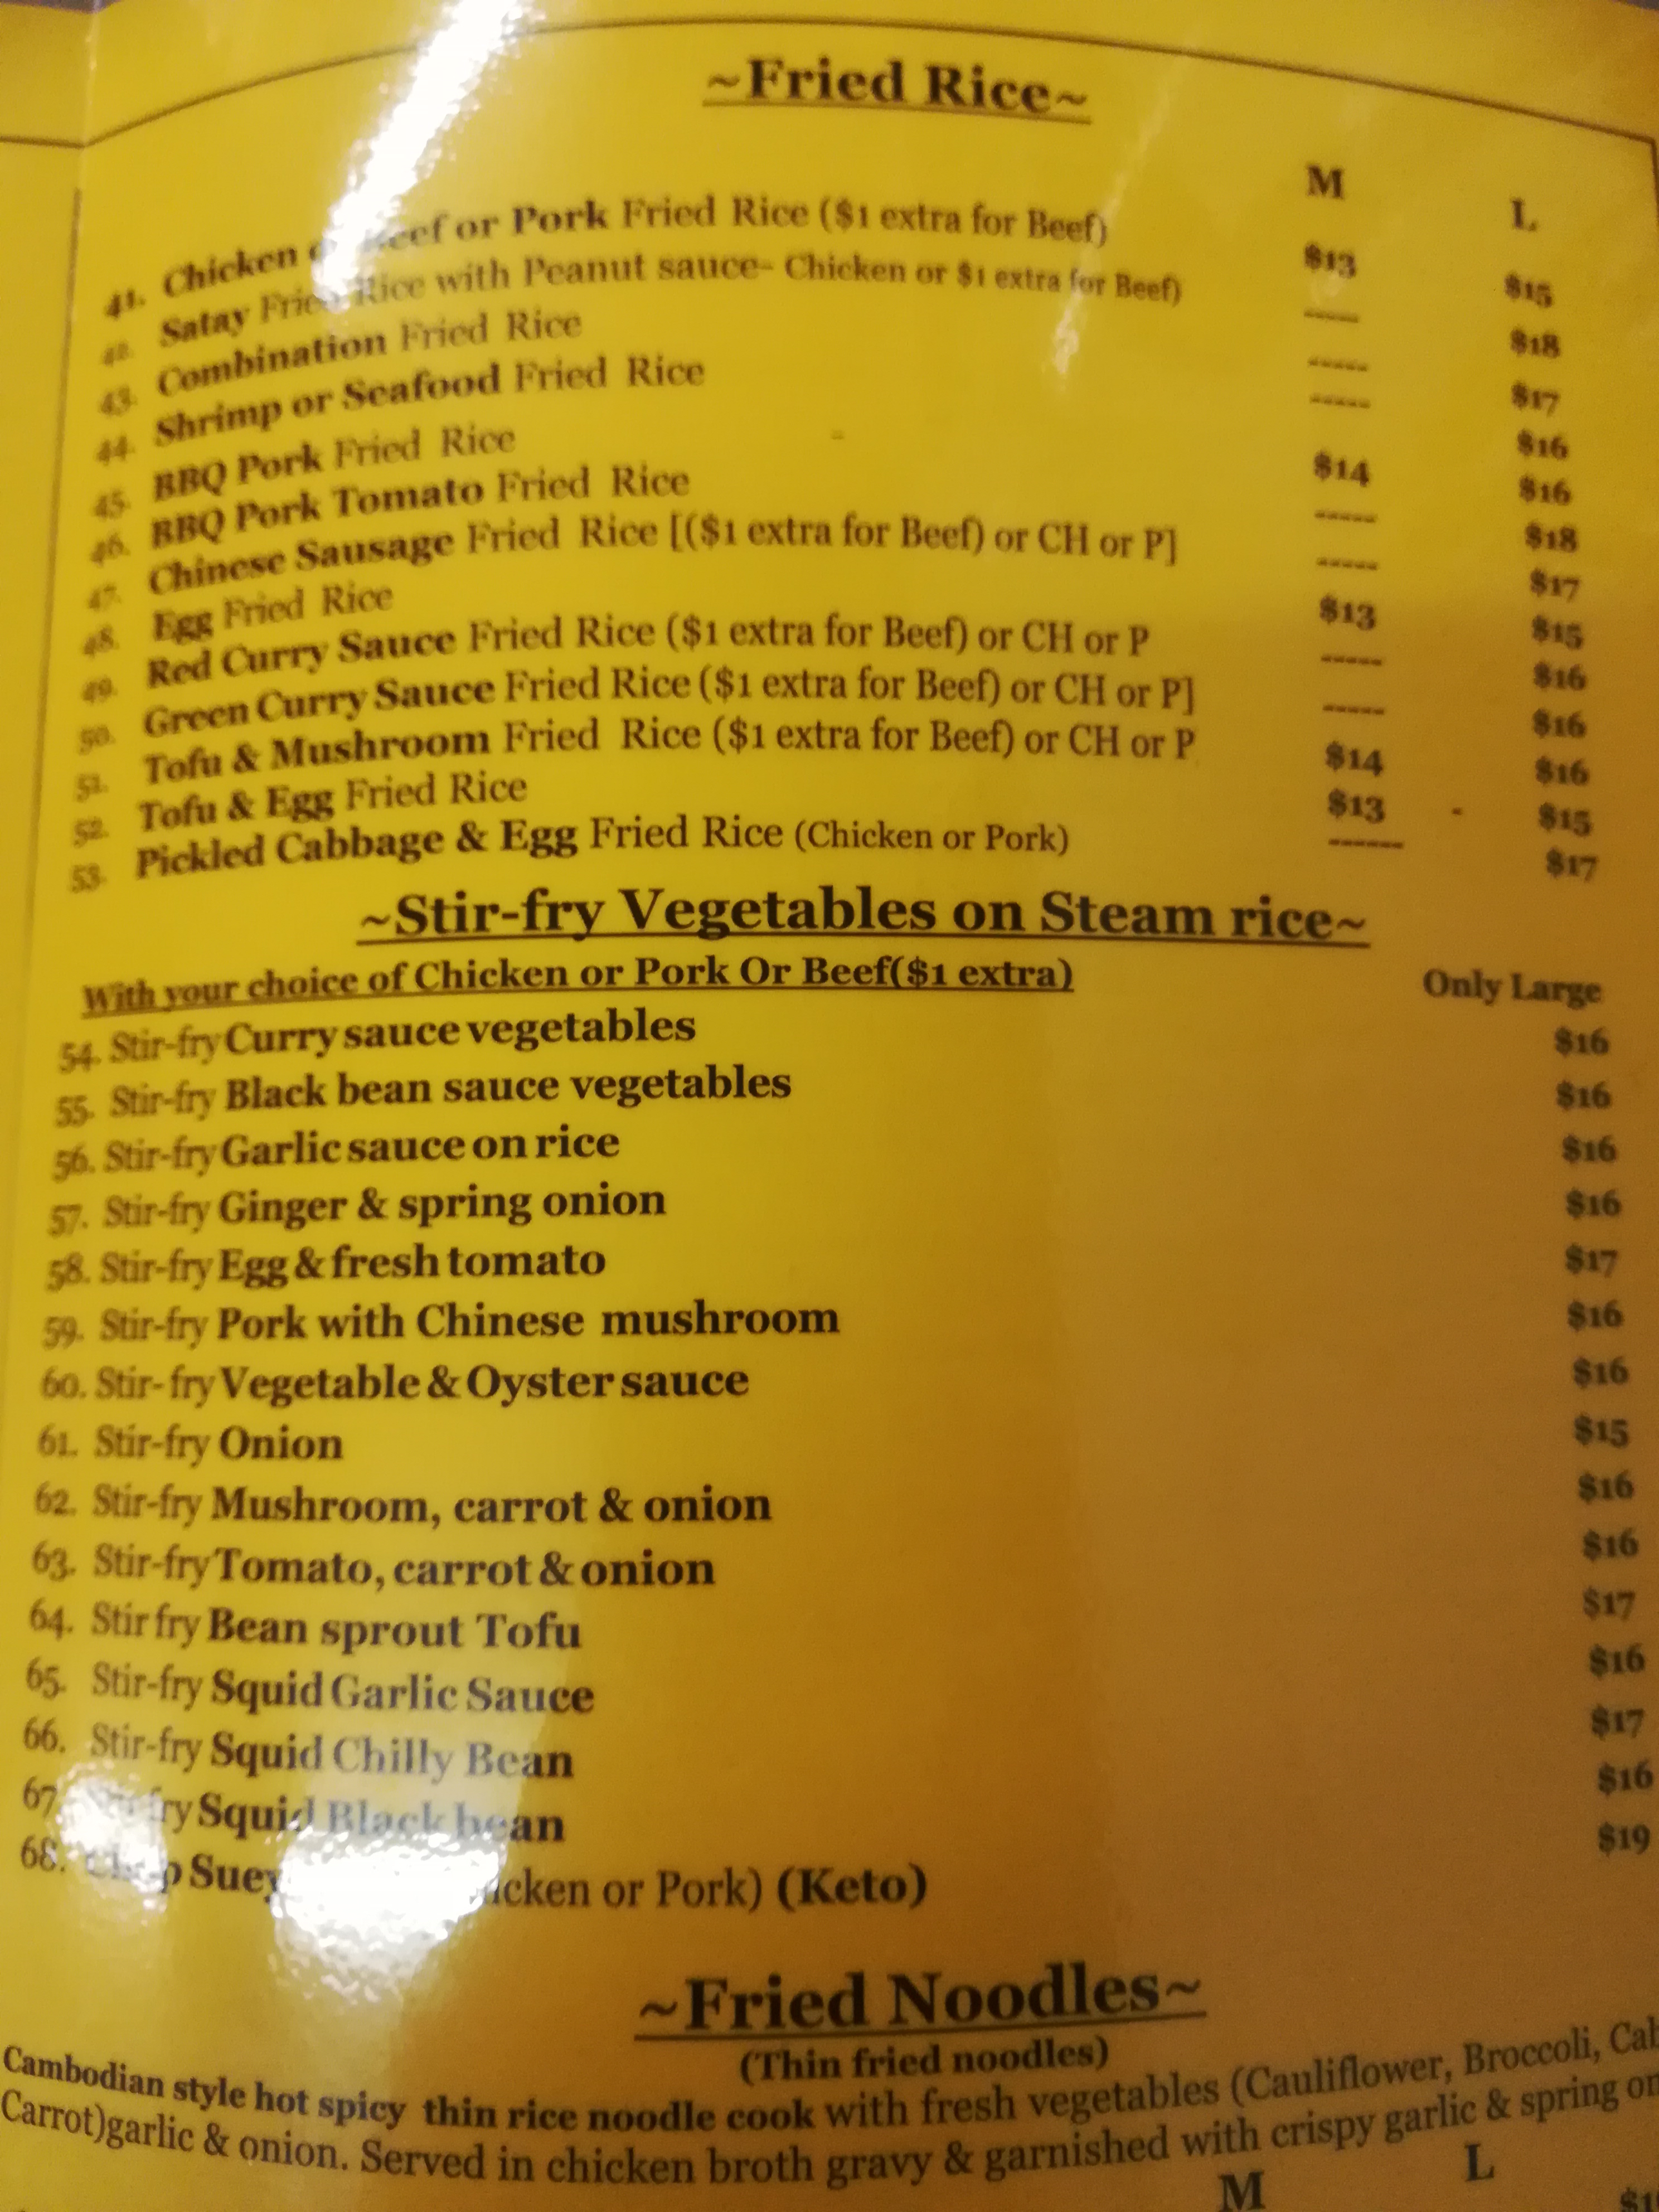 ~Fried Rice~
M L
41. Chicken or Beef or Pork Fried Rice ($1 extra for Beef) $13 $15
42. Satay Fried Rice with Peanut sauce- Chicken or $1 extra for Beef) ----- $18
43. Combination Fried Rice ----- $17
44. Shrimp or Seafood Fried Rice ----- $16
45. BBQ Pork Fried Rice $14 $16
46. BBQ Pork Tomato Fried Rice ----- $18
47. Chinese Sausage Fried Rice [($1 extra for Beef) or CH or P] ----- $17
48. Egg Fried Rice $13 $15
49. Red Curry Sauce Fried Rice ($1 extra for Beef) or CH or P ----- $16
50. Green Curry Sauce Fried Rice ($1 extra for Beef) or CH or P] ----- $16
51. Tofu & Mushroom Fried Rice ($1 extra for Beef) or CH or P $14 $16
52. Tofu & Egg Fried Rice $13 - $15
53. Pickled Cabbage & Egg Fried Rice (Chicken or Pork) ------ $17
~Stir-fry Vegetables on Steam rice~
With your choice of Chicken or Pork Or Beef($1 extra) Only Large
54. Stir-fry Curry sauce vegetables $16
55. Stir-fry Black bean sauce vegetables $16
56. Stir-fry Garlic sauce on rice $16
57. Stir-fry Ginger & spring onion $16
58. Stir-fry Egg & fresh tomato $17
59. Stir-fry Pork with Chinese mushroom $16
60. Stir-fry Vegetable & Oyster sauce $16
61. Stir-fry Onion $15
62. Stir-fry Mushroom, carrot & onion $16
63. Stir-fry Tomato, carrot & onion $16
64. Stir fry Bean sprout Tofu $17
65. Stir-fry Squid Garlic Sauce $16
66. Stir-fry Squid Chilly Bean $17
67. Stir-fry Squid Black bean $16
68. Chop Suey or Pork) (Keto) $19
~Fried Noodles~
(Thin fried noodles)
Cambodian style hot spicy thin rice noodle cook with fresh vegetables (Cauliflower, Broccoli,
Carrot)garlic & onion. Served in chicken broth gravy & garnished with crispy garlic & spring
M L